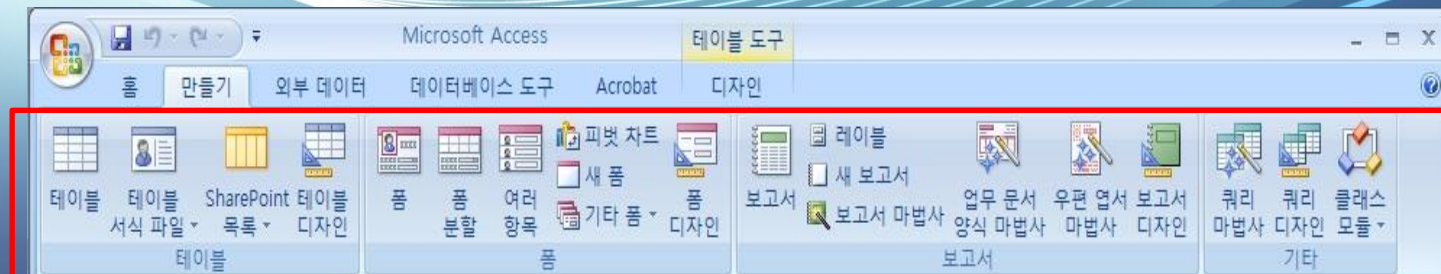 Microsoft Access
테이블 도구
홈 만들기 외부 데이터 데이터베이스 도구 Acrobat 디자인
테이블
테이블
서식 파일
SharePoint
목록
테이블
디자인
테이블
폼
폼
분할
여러
항목
피벗 차트
새 폼
기타 폼
폼
디자인
폼
보고서
레이블
새 보고서
보고서 마법사
업무 문서
양식 마법사
우편 엽서
마법사
보고서
디자인
보고서
쿼리
마법사
쿼리
디자인
클래스
모듈
기타